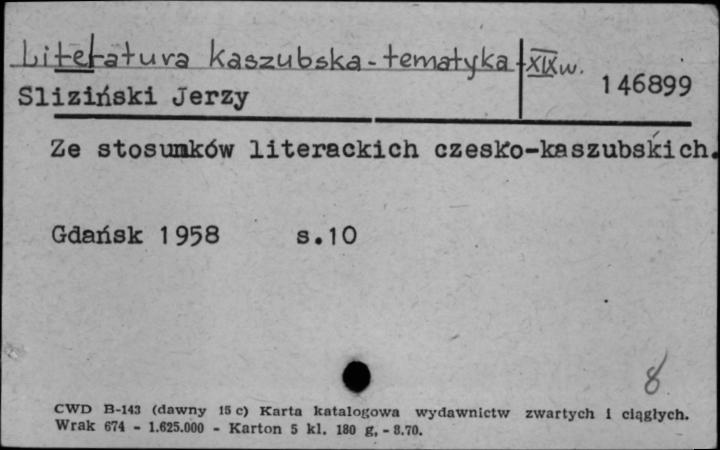 Literatura kaszubska - tematyka XIX w.
146899
Sliziński Jerzy
Ze stosunków literackich czesko-kaszubskich.
Gdańsk 1958 s.10
8
CWD B-143 (dawny 15 c) Karta katalogowa wydawnictw zwartych i ciągłych.
Wrak 674 - 1.625.000 - Karton 5 kl. 180 g, - 8.70.